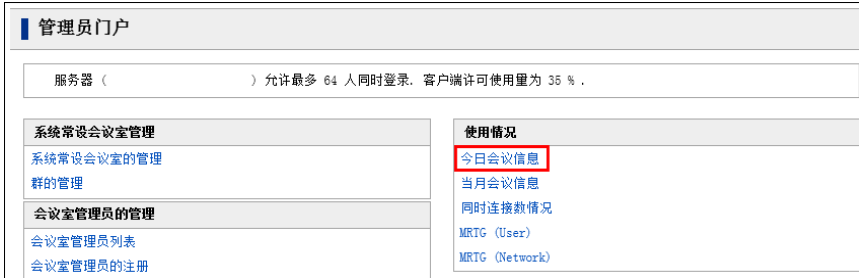 管理员门户
服务器（ ）允许最多 64 人同时登录. 客户端许可使用量为 35 % .
系统常设会议室管理
系统常设会议室的管理
群的管理
会议室管理员的管理
会议室管理员列表
会议室管理员的注册
使用情况
今日会议信息
当月会议信息
同时连接数情况
MRTG (User)
MRTG (Network)